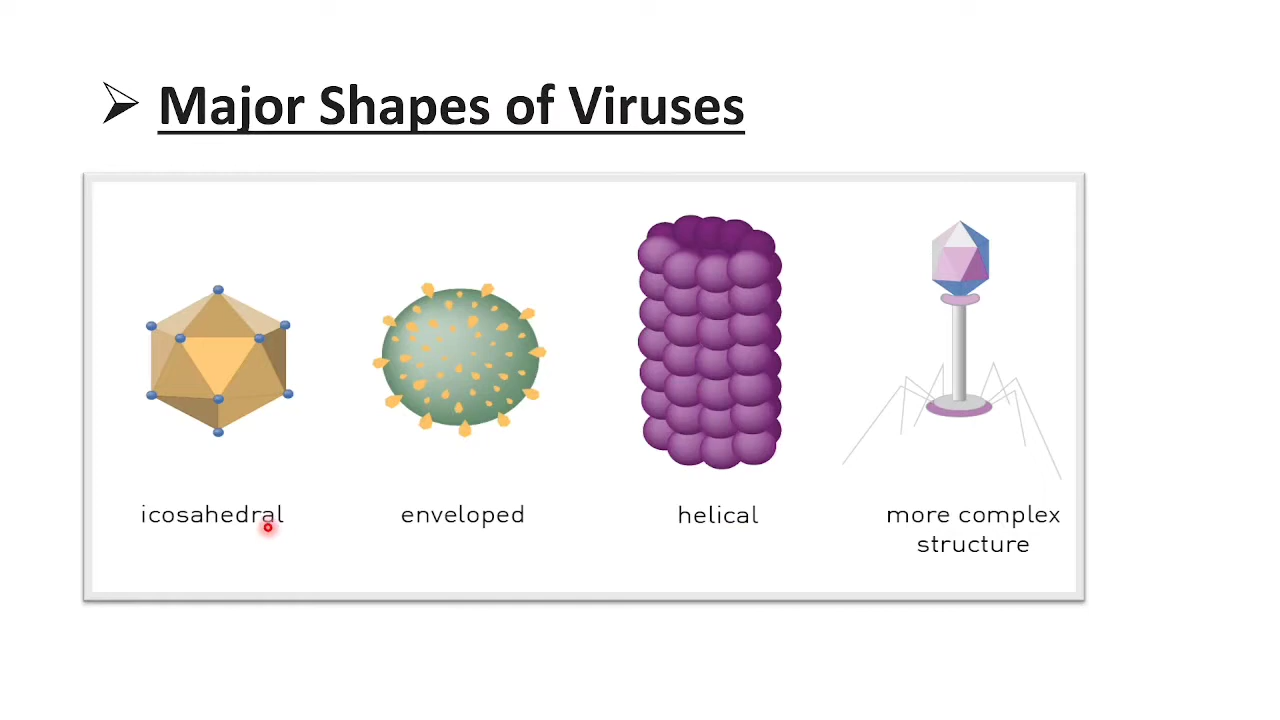 Major Shapes of Viruses
icosahedral
enveloped
helical
more complex
structure